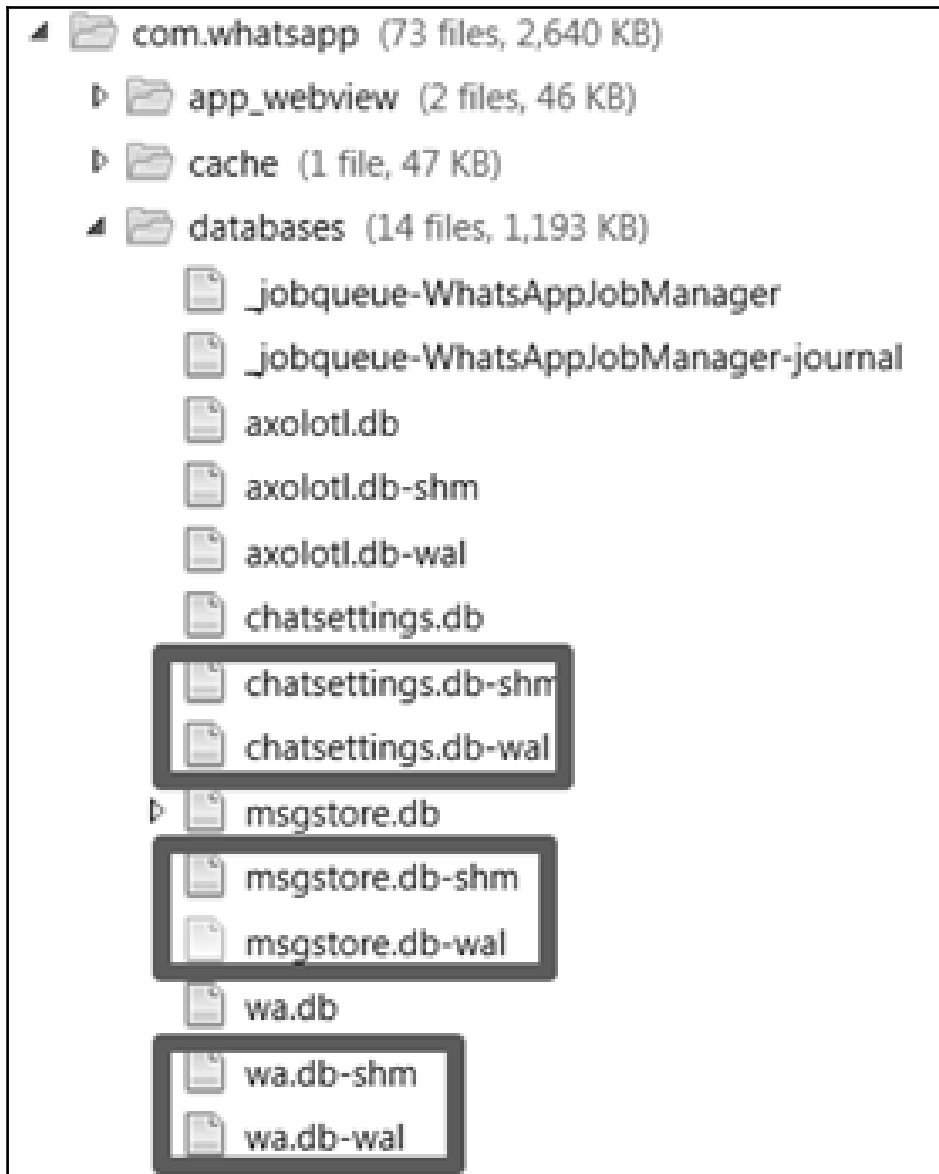 com.whatsapp (73 files, 2,640 KB)
app_webview (2 files, 46 KB)
cache (1 file, 47 KB)
databases (14 files, 1,193 KB)
_jobqueue-WhatsAppJobManager
_jobqueue-WhatsAppJobManager-journal
axolotl.db
axolotl.db-shm
axolotl.db-wal
chatsettings.db
chatsettings.db-shm
chatsettings.db-wal
msgstore.db
msgstore.db-shm
msgstore.db-wal
wa.db
wa.db-shm
wa.db-wal